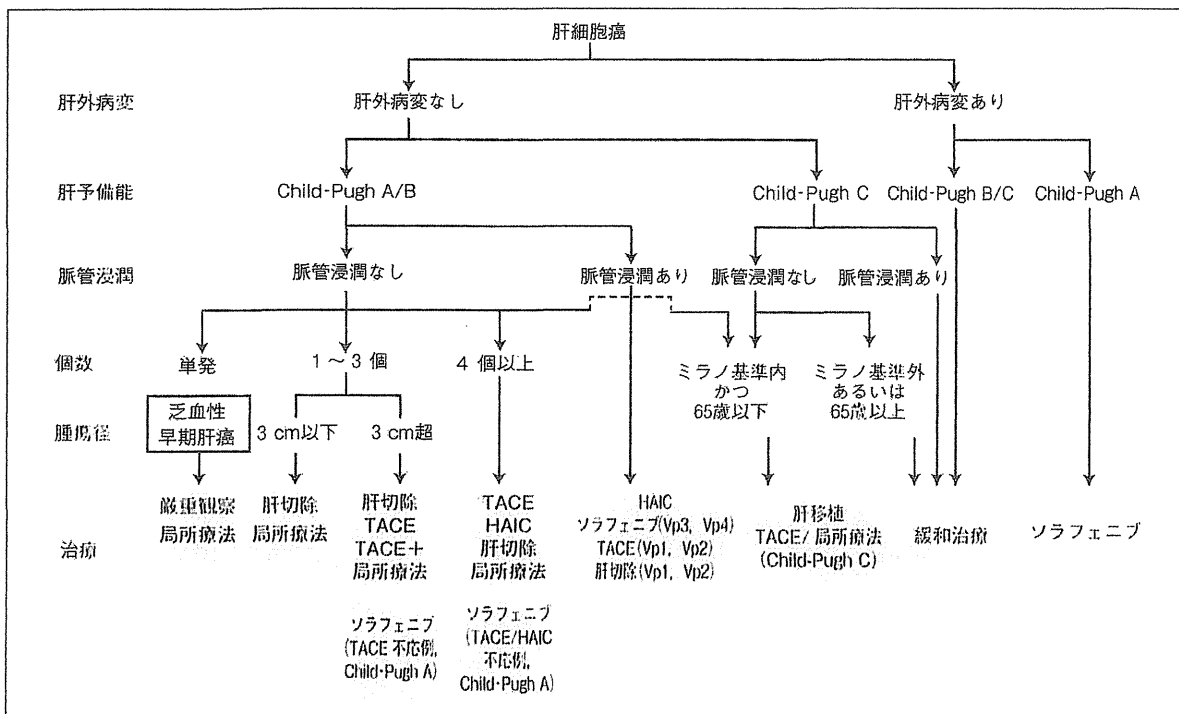 肝細胞癌
肝外病変
肝外病変なし
肝外病変あり
肝予備能
Child-Pugh A/B
Child-Pugh C
Child-Pugh B/C
Child-Pugh A
脈管浸潤
脈管浸潤なし
脈管浸潤あり
脈管浸潤なし
脈管浸潤あり
個数
単発
1〜3個
4個以上
ミラノ基準内
かつ
65歳以下
ミラノ基準外
あるいは
65歳以上
腫瘍径
乏血性
早期肝癌
3 cm以下
3 cm超
治療
厳重観察
局所療法
肝切除
局所療法
肝切除
TACE
TACE+
局所療法
ソラフェニブ
(TACE 不応例,
Child-Pugh A)
TACE
HAIC
肝切除
局所療法
ソラフェニブ
(TACE/HAIC
不応例,
Child-Pugh A)
HAIC
ソラフェニブ(Vp3, Vp4)
TACE(Vp1, Vp2)
肝切除(Vp1, Vp2)
肝移植
TACE/ 局所療法
(Child-Pugh C)
緩和治療
ソラフェニブ